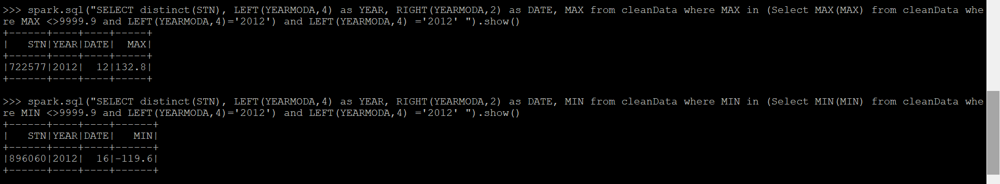 >>> spark.sql("SELECT distinct(STN), LEFT(YEARMODA,4) as YEAR, RIGHT(YEARMODA,2) as DATE, MAX from cleanData where MAX in (Select MAX(MAX) from cleanData whe
re MAX <>9999.9 and LEFT(YEARMODA,4)='2012') and LEFT(YEARMODA,4) ='2012' ").show()
+------+----+----+-----+
|   STN|YEAR|DATE|  MAX|
+------+----+----+-----+
|722577|2012|  12|132.8|
+------+----+----+-----+
>>> spark.sql("SELECT distinct(STN), LEFT(YEARMODA,4) as YEAR, RIGHT(YEARMODA,2) as DATE, MIN from cleanData where MIN in (Select MIN(MIN) from cleanData whe
re MIN <>9999.9 and LEFT(YEARMODA,4)='2012') and LEFT(YEARMODA,4) ='2012' ").show()
+------+----+----+------+
|   STN|YEAR|DATE|   MIN|
+------+----+----+------+
|896060|2012|  16|-119.6|
+------+----+----+------+